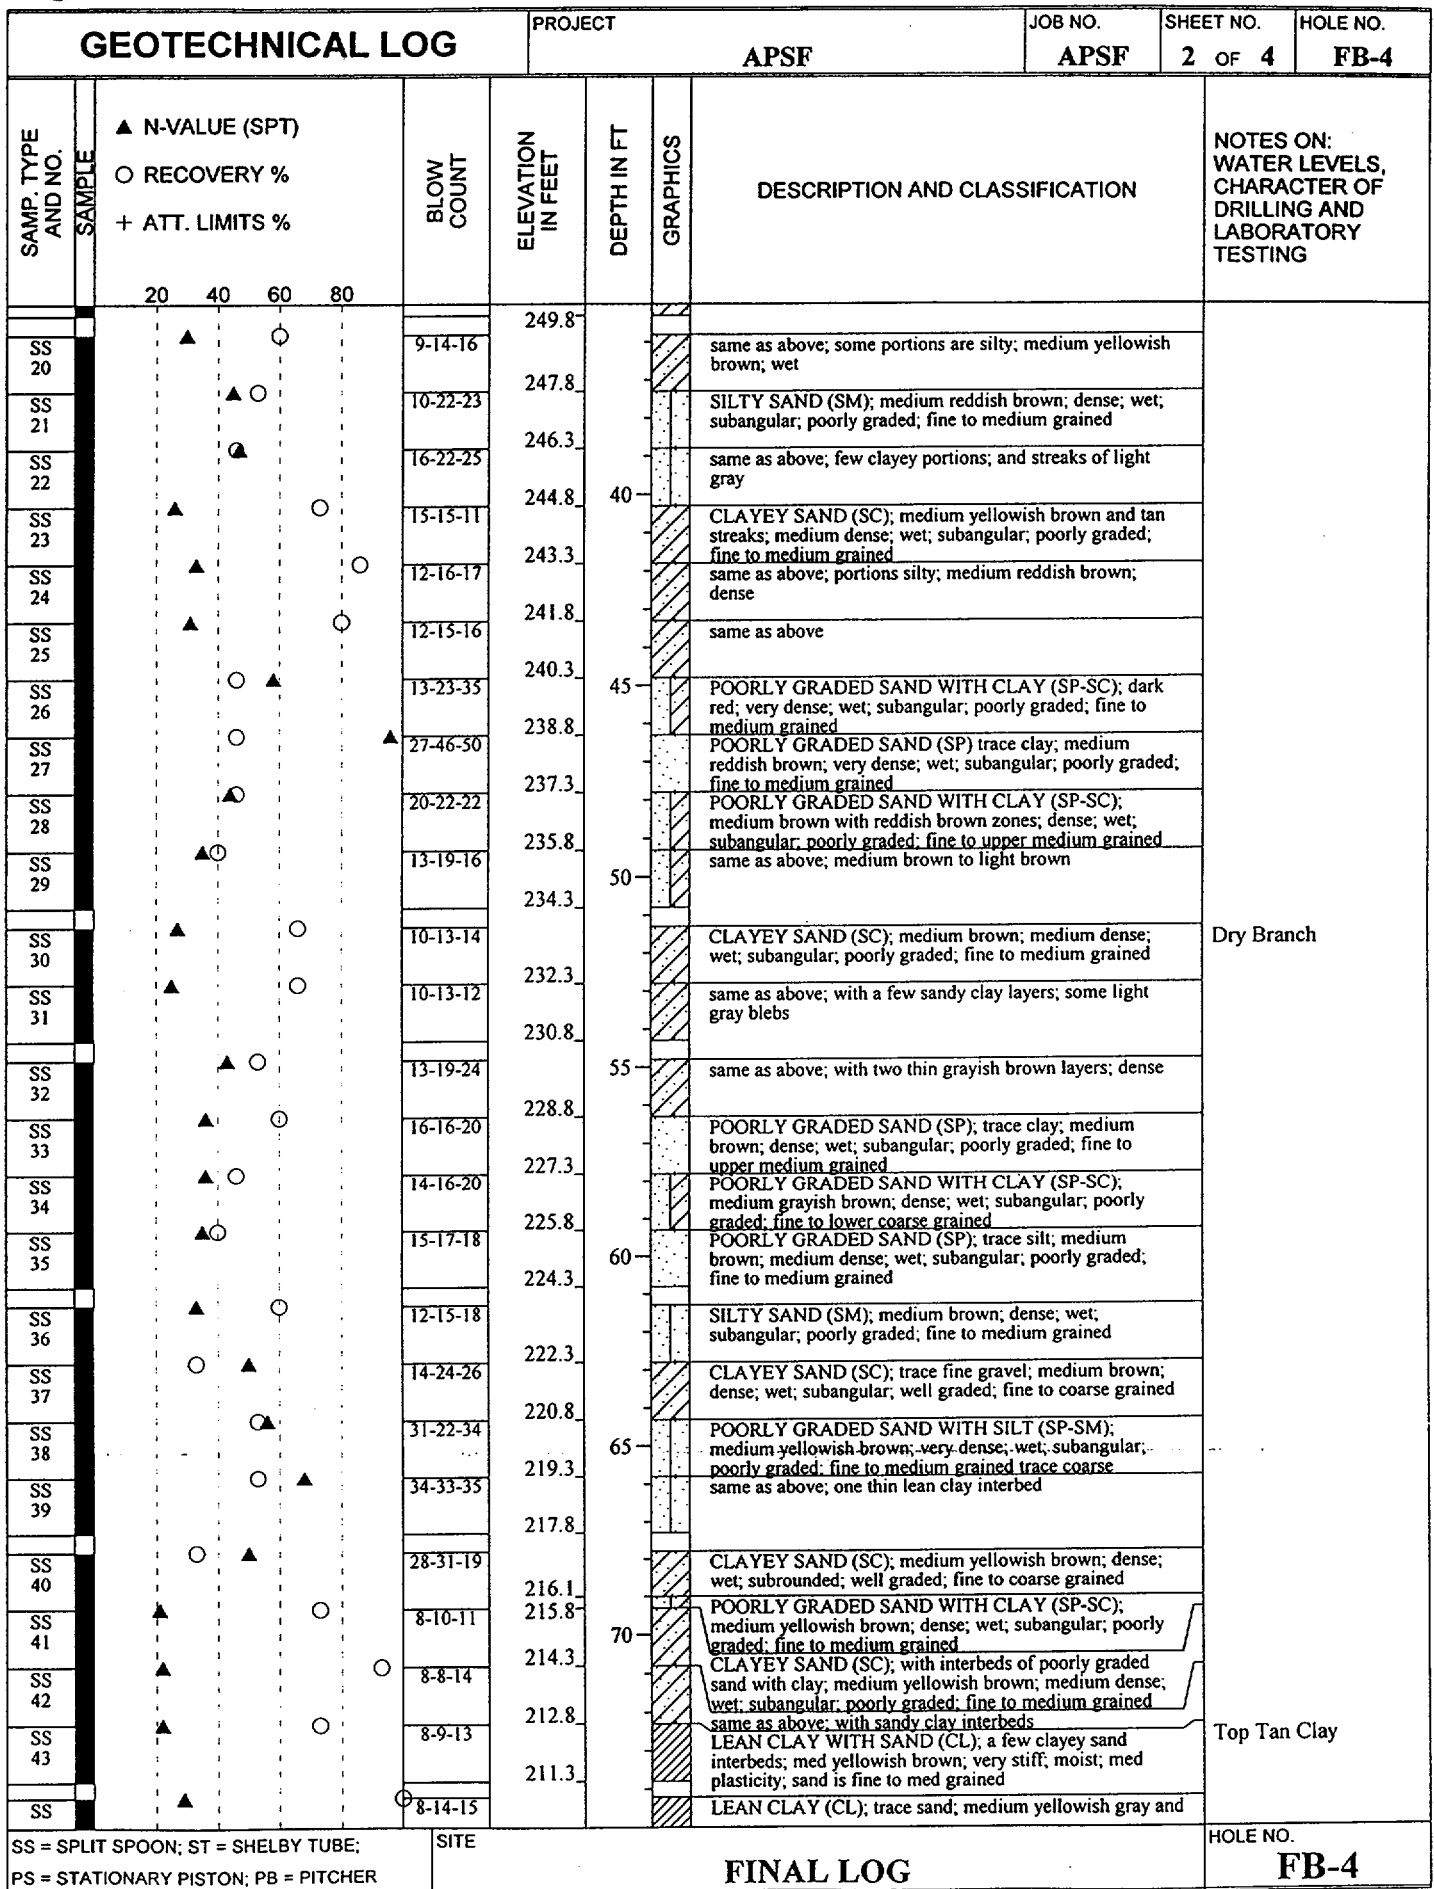 GEOTECHNICAL LOG
PROJECT
APSF
JOB NO.
APSF
SHEET NO.
2 OF 4
HOLE NO.
FB-4
SAMP. TYPE
AND NO.
SAMPLE
▲ N-VALUE (SPT)
○ RECOVERY %
+ ATT. LIMITS %
20 40 60 80
BLOW
COUNT
ELEVATION
IN FEET
DEPTH IN FT
GRAPHICS
DESCRIPTION AND CLASSIFICATION
NOTES ON:
WATER LEVELS,
CHARACTER OF
DRILLING AND
LABORATORY
TESTING
249.8
SS
20
9-14-16
same as above; some portions are silty; medium yellowish
brown; wet
247.8
SS
21
10-22-23
SILTY SAND (SM); medium reddish brown; dense; wet;
subangular; poorly graded; fine to medium grained
246.3
SS
22
16-22-25
same as above; few clayey portions; and streaks of light
gray
244.8
40
SS
23
15-15-11
CLAYEY SAND (SC); medium yellowish brown and tan
streaks; medium dense; wet; subangular; poorly graded;
fine to medium grained
243.3
SS
24
12-16-17
same as above; portions silty; medium reddish brown;
dense
241.8
SS
25
12-15-16
same as above
240.3
45
SS
26
13-23-35
POORLY GRADED SAND WITH CLAY (SP-SC); dark
red; very dense; wet; subangular; poorly graded; fine to
medium grained
238.8
SS
27
27-46-50
POORLY GRADED SAND (SP) trace clay; medium
reddish brown; very dense; wet; subangular; poorly graded;
fine to medium grained
237.3
SS
28
20-22-22
POORLY GRADED SAND WITH CLAY (SP-SC);
medium brown with reddish brown zones; dense; wet;
subangular; poorly graded; fine to upper medium grained
235.8
SS
29
13-19-16
same as above; medium brown to light brown
50
234.3
SS
30
10-13-14
CLAYEY SAND (SC); medium brown; medium dense;
wet; subangular; poorly graded; fine to medium grained
Dry Branch
232.3
SS
31
10-13-12
same as above; with a few sandy clay layers; some light
gray blebs
230.8
55
SS
32
13-19-24
same as above; with two thin grayish brown layers; dense
228.8
SS
33
16-16-20
POORLY GRADED SAND (SP); trace clay; medium
brown; dense; wet; subangular; poorly graded; fine to
upper medium grained
227.3
SS
34
14-16-20
POORLY GRADED SAND WITH CLAY (SP-SC);
medium grayish brown; dense; wet; subangular; poorly
graded; fine to lower coarse grained
225.8
SS
35
15-17-18
POORLY GRADED SAND (SP); trace silt; medium
brown; medium dense; wet; subangular; poorly graded;
fine to medium grained
60
224.3
SS
36
12-15-18
SILTY SAND (SM); medium brown; dense; wet;
subangular; poorly graded; fine to medium grained
222.3
SS
37
14-24-26
CLAYEY SAND (SC); trace fine gravel; medium brown;
dense; wet; subangular; well graded; fine to coarse grained
220.8
65
SS
38
31-22-34
POORLY GRADED SAND WITH SILT (SP-SM);
medium yellowish brown; very dense; wet; subangular;
poorly graded; fine to medium grained trace coarse
219.3
SS
39
34-33-35
same as above; one thin lean clay interbed
217.8
SS
40
28-31-19
CLAYEY SAND (SC); medium yellowish brown; dense;
wet; subrounded; well graded; fine to coarse grained
216.1
215.8
POORLY GRADED SAND WITH CLAY (SP-SC);
medium yellowish brown; dense; wet; subangular; poorly
graded; fine to medium grained
SS
41
8-10-11
70
214.3
CLAYEY SAND (SC); with interbeds of poorly graded
sand with clay; medium yellowish brown; medium dense;
wet; subangular; poorly graded; fine to medium grained
SS
42
8-8-14
212.8
same as above; with sandy clay interbeds
SS
43
8-9-13
LEAN CLAY WITH SAND (CL); a few clayey sand
interbeds; med yellowish brown; very stiff; moist; med
plasticity; sand is fine to med grained
Top Tan Clay
211.3
SS
8-14-15
LEAN CLAY (CL); trace sand; medium yellowish gray and
SS = SPLIT SPOON; ST = SHELBY TUBE;
PS = STATIONARY PISTON; PB = PITCHER
SITE
FINAL LOG
HOLE NO.
FB-4